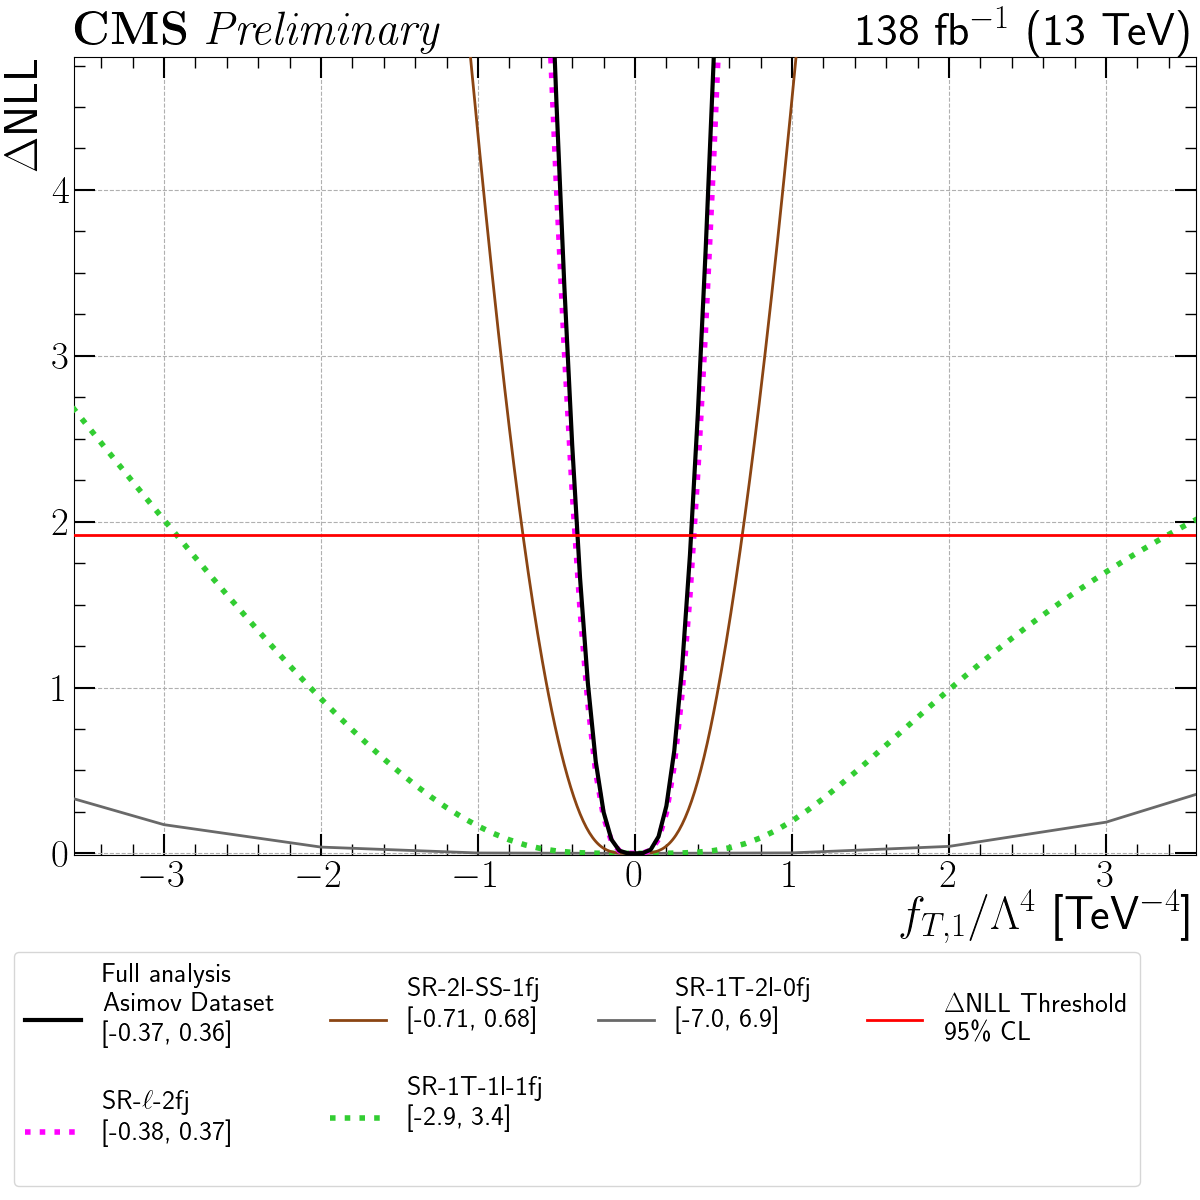 CMS Preliminary 138 fb⁻¹ (13 TeV)
ΔNLL
4
3
2
1
0
−3 −2 −1 0 1 2 3
f_{T,1}/Λ⁴ [TeV⁻⁴]
Full analysis
Asimov Dataset
[-0.37, 0.36]
SR-ℓ-2fj
[-0.38, 0.37]
SR-2l-SS-1fj
[-0.71, 0.68]
SR-1T-1l-1fj
[-2.9, 3.4]
SR-1T-2l-0fj
[-7.0, 6.9]
ΔNLL Threshold
95% CL